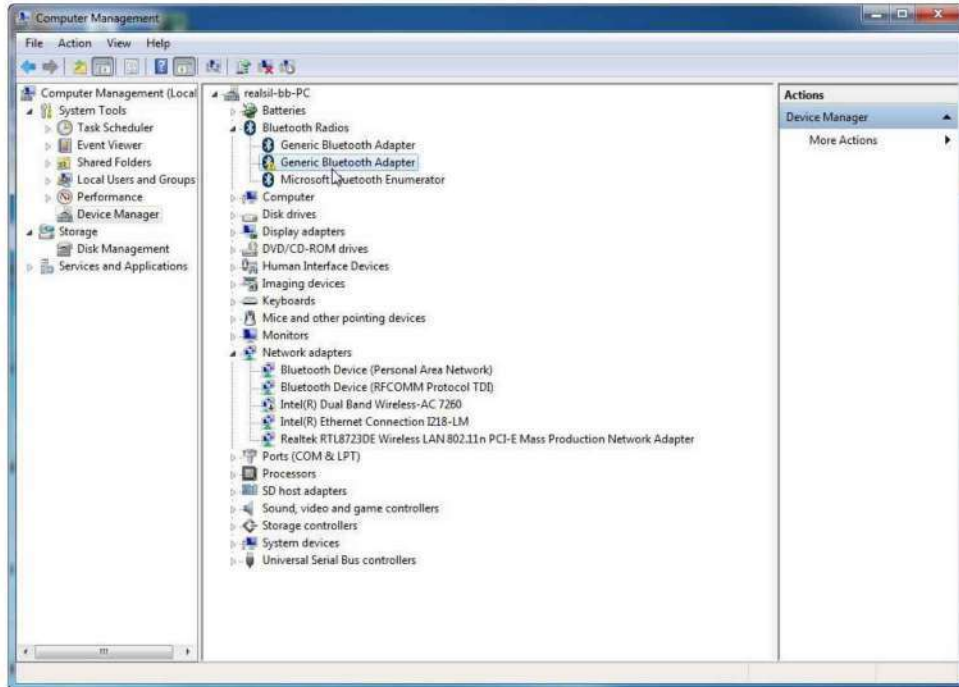 Computer Management
File Action View Help
Computer Management (Local
System Tools
Task Scheduler
Event Viewer
Shared Folders
Local Users and Groups
Performance
Device Manager
Storage
Disk Management
Services and Applications
realsil-bb-PC
Batteries
Bluetooth Radios
Generic Bluetooth Adapter
Generic Bluetooth Adapter
Microsoft Bluetooth Enumerator
Computer
Disk drives
Display adapters
DVD/CD-ROM drives
Human Interface Devices
Imaging devices
Keyboards
Mice and other pointing devices
Monitors
Network adapters
Bluetooth Device (Personal Area Network)
Bluetooth Device (RFCOMM Protocol TDI)
Intel(R) Dual Band Wireless-AC 7260
Intel(R) Ethernet Connection I218-LM
Realtek RTL8723DE Wireless LAN 802.11n PCI-E Mass Production Network Adapter
Ports (COM & LPT)
Processors
SD host adapters
Sound, video and game controllers
Storage controllers
System devices
Universal Serial Bus controllers
Actions
Device Manager
More Actions